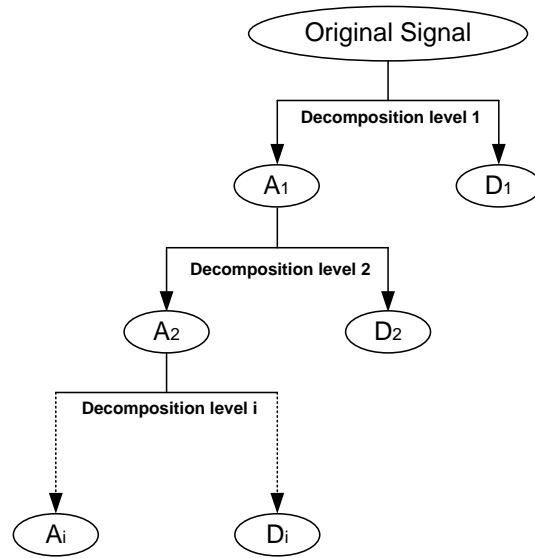 Original Signal
Decomposition level 1
A1
D1
Decomposition level 2
A2
D2
Decomposition level i
Ai
Di